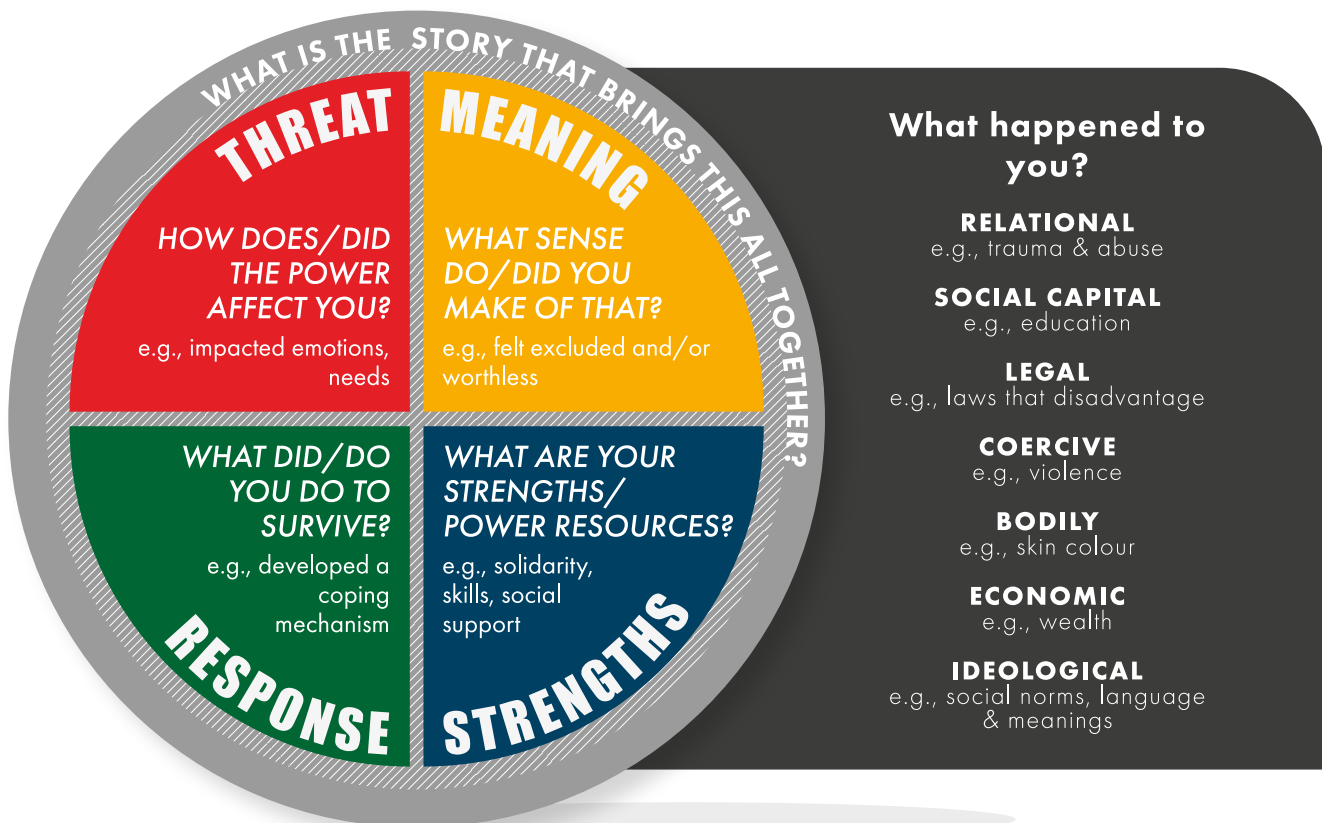 WHAT IS THE STORY THAT BRINGS THIS ALL TOGETHER?
THREAT
HOW DOES/DID
THE POWER
AFFECT YOU?
e.g., impacted emotions,
needs
MEANING
WHAT SENSE
DO/DID YOU
MAKE OF THAT?
e.g., felt excluded and/or
worthless
WHAT DID/DO
YOU DO TO
SURVIVE?
e.g., developed a
coping
mechanism
RESPONSE
WHAT ARE YOUR
STRENGTHS/
POWER RESOURCES?
e.g., solidarity,
skills, social
support
STRENGTHS
What happened to
you?
RELATIONAL
e.g., trauma & abuse
SOCIAL CAPITAL
e.g., education
LEGAL
e.g., laws that disadvantage
COERCIVE
e.g., violence
BODILY
e.g., skin colour
ECONOMIC
e.g., wealth
IDEOLOGICAL
e.g., social norms, language
& meanings